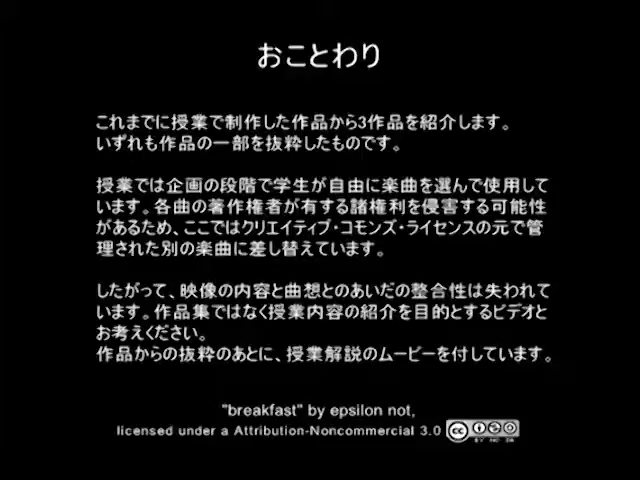 おことわり
これまでに授業で制作した作品から3作品を紹介します。
いずれも作品の一部を抜粋したものです。
授業では企画の段階で学生が自由に楽曲を選んで使用して
います。各曲の著作権者が有する諸権利を侵害する可能性
があるため、ここではクリエイティブ・コモンズ・ライセンスの元で管
理された別の楽曲に差し替えています。
したがって、映像の内容と曲想とのあいだの整合性は失われて
います。作品集ではなく授業内容の紹介を目的とするビデオと
お考えください。
作品からの抜粋のあとに、授業解説のムービーを付しています。
"breakfast" by epsilon not,
licensed under a Attribution-Noncommercial 3.0 cc